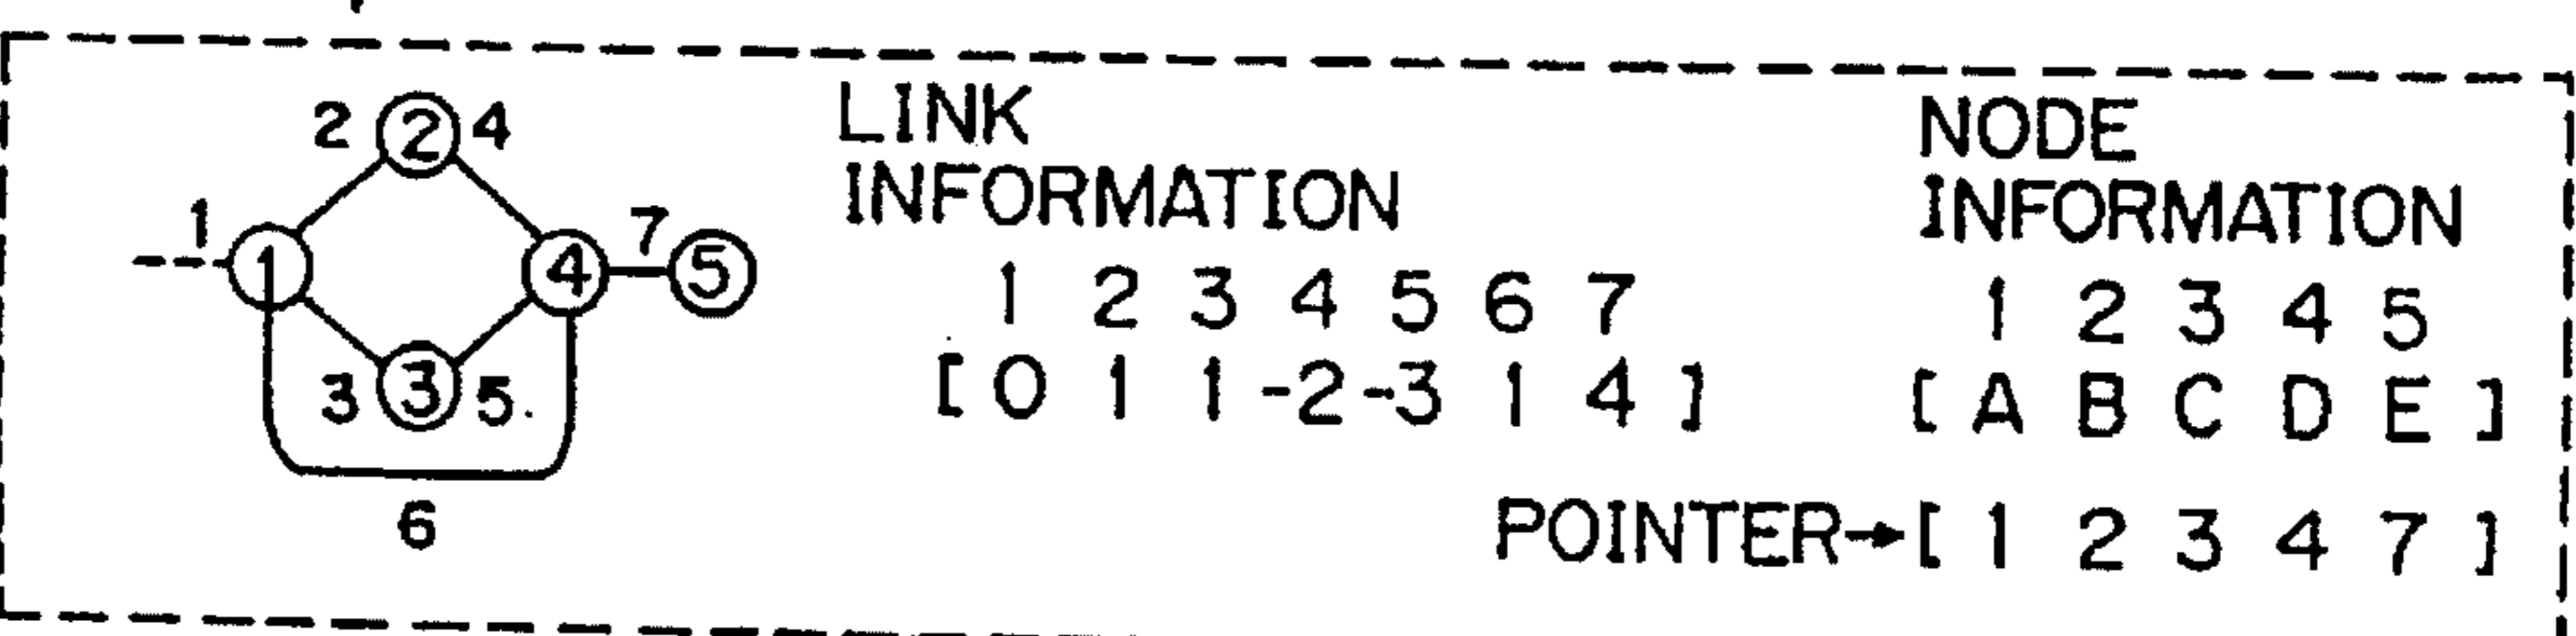 2 2 4
1 1 4 7 5
3 3 5
6
LINK
INFORMATION
1 2 3 4 5 6 7
[ 0 1 1 -2 -3 1 4 ]
NODE
INFORMATION
1 2 3 4 5
[ A B C D E ]
POINTER→[ 1 2 3 4 7 ]